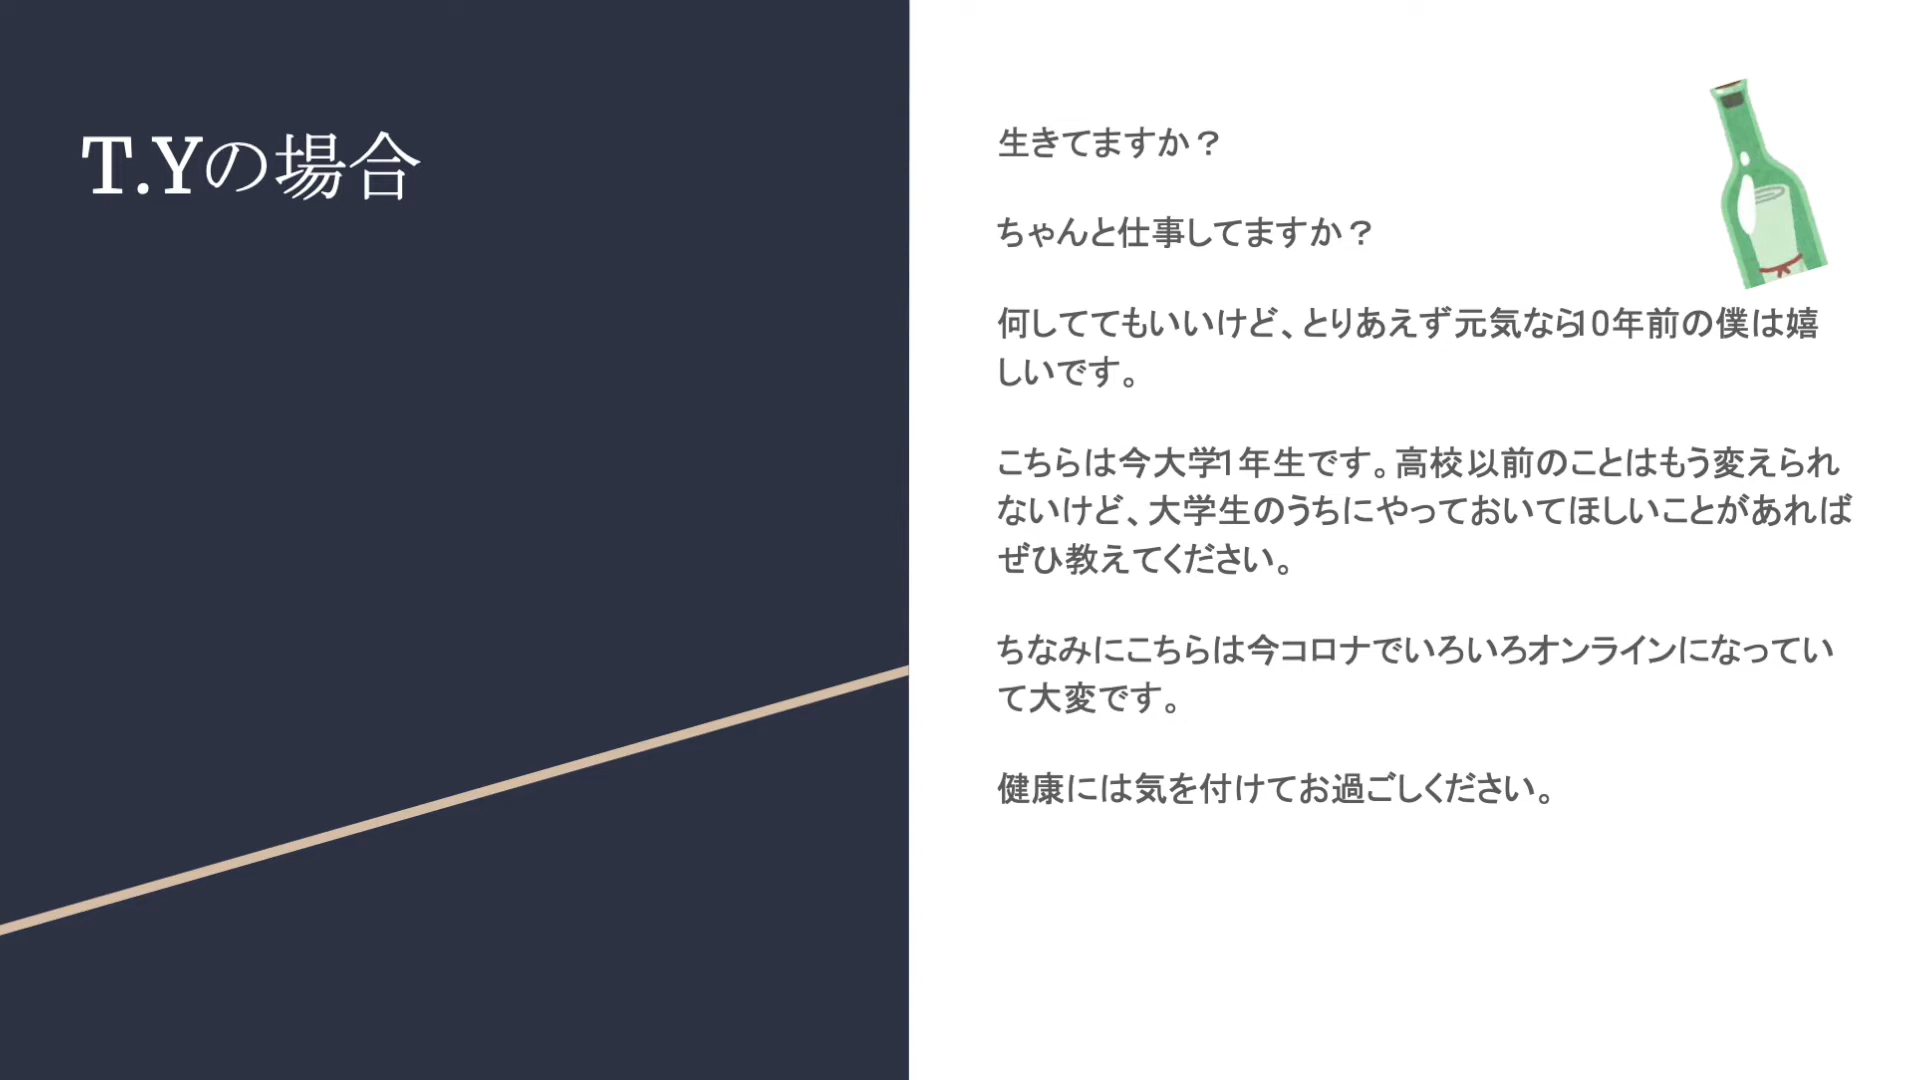 T.Yの場合
生きてますか？
ちゃんと仕事してますか？
何しててもいいけど、とりあえず元気なら10年前の僕は嬉
しいです。
こちらは今大学1年生です。高校以前のことはもう変えられ
ないけど、大学生のうちにやっておいてほしいことがあれば
ぜひ教えてください。
ちなみにこちらは今コロナでいろいろオンラインになってい
て大変です。
健康には気を付けてお過ごしください。